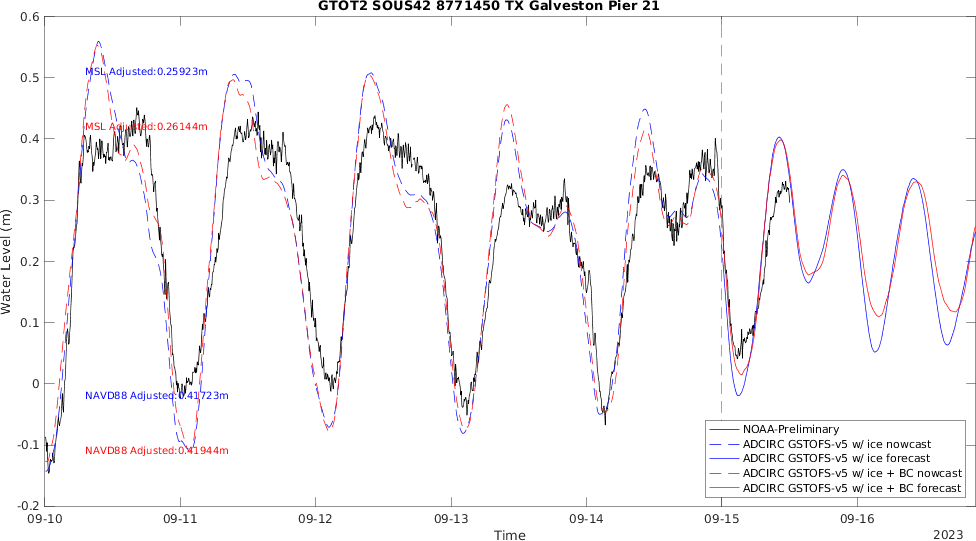 GTOT2 SOUS42 8771450 TX Galveston Pier 21
Water Level (m)
0.6
0.5
0.4
0.3
0.2
0.1
0
-0.1
-0.2
MSL Adjusted:0.25923m
MSL Adjusted:0.26144m
NAVD88 Adjusted:0.41723m
NAVD88 Adjusted:0.41944m
NOAA-Preliminary
ADCIRC GSTOFS-v5 w/ ice nowcast
ADCIRC GSTOFS-v5 w/ ice forecast
ADCIRC GSTOFS-v5 w/ ice + BC nowcast
ADCIRC GSTOFS-v5 w/ ice + BC forecast
09-10 09-11 09-12 09-13 09-14 09-15 09-16
Time
2023